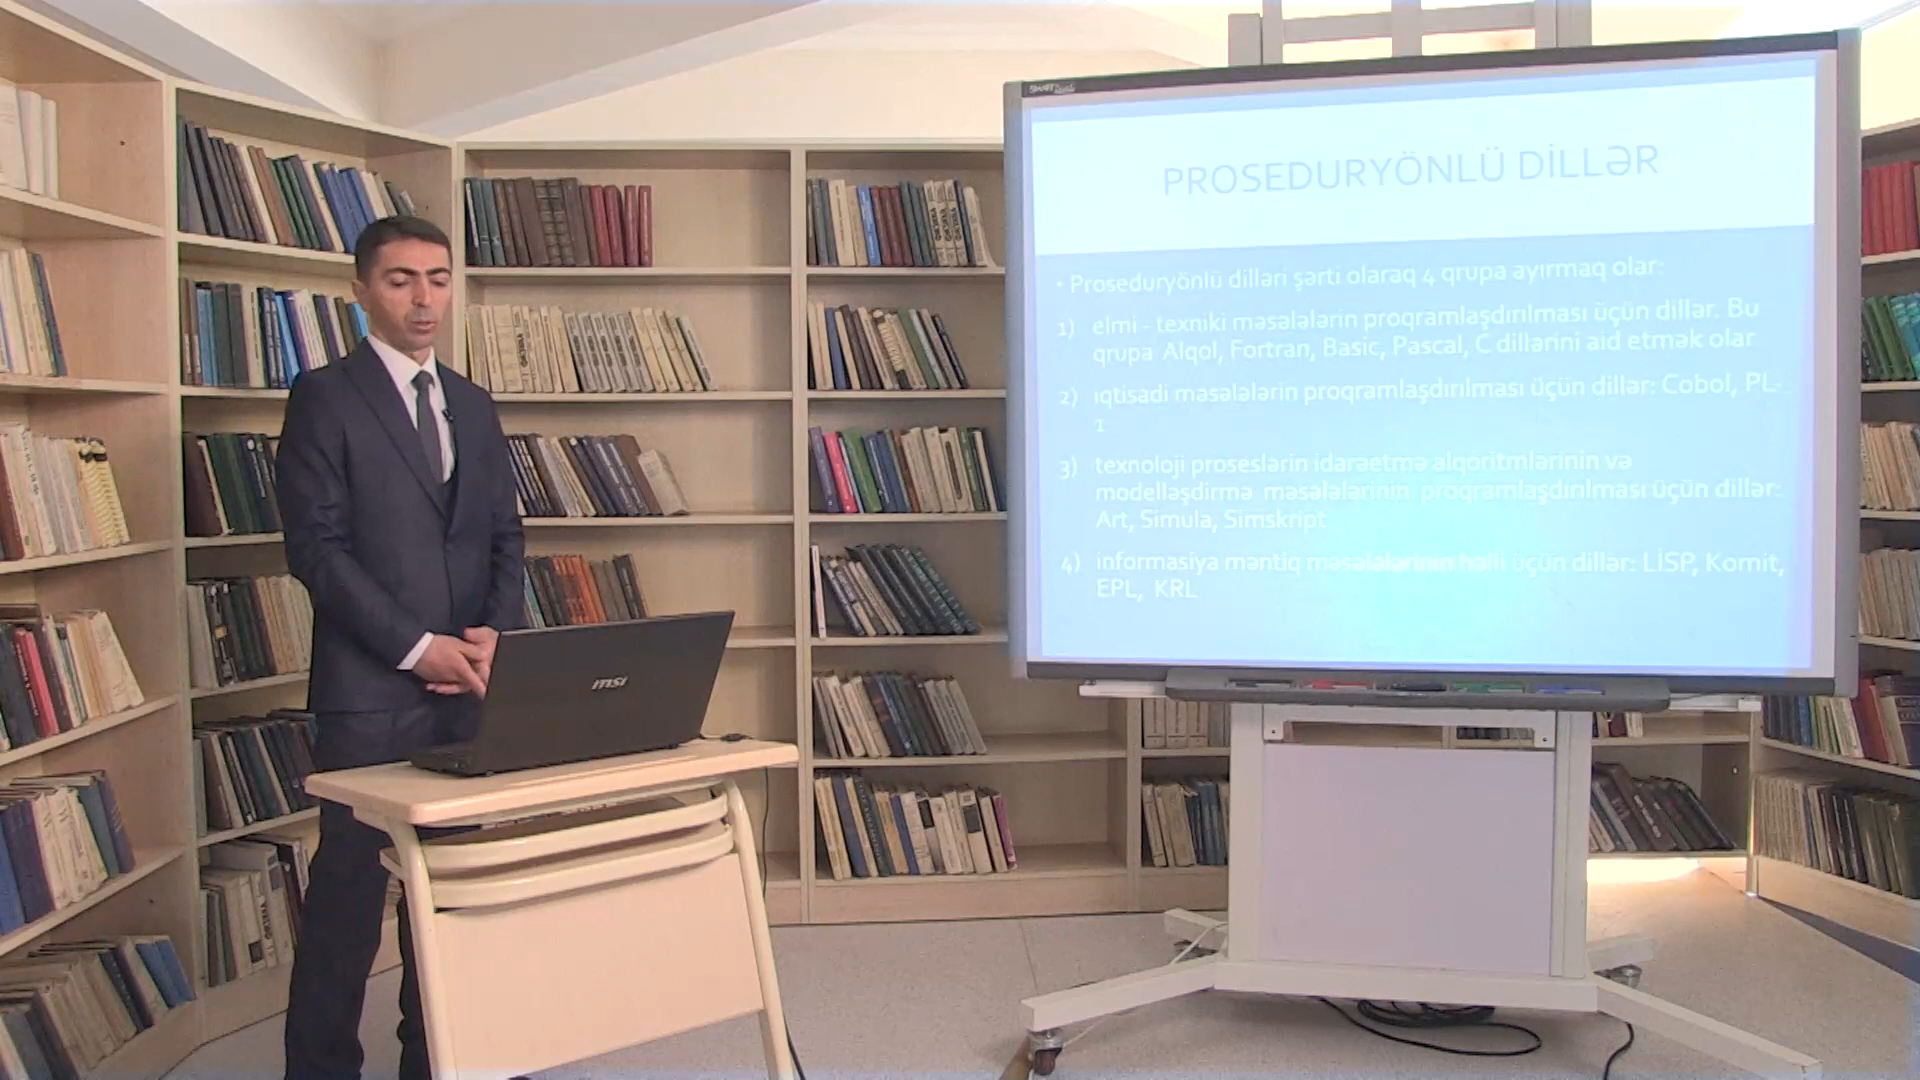 SMART
PROSEDURYÖNLÜ DİLLƏR
• Proseduryönlü dilləri şərti olaraq 4 qrupa ayırmaq olar:
1) elmi - texniki məsələlərin proqramlaşdırılması üçün dillər. Bu
qrupa Alqol, Fortran, Basic, Pascal, C dillərini aid etmək olar
2) iqtisadi məsələlərin proqramlaşdırılması üçün dillər: Cobol, PL-
1
3) texnoloji proseslərin idarəetmə alqoritmlərinin və
modelləşdirmə məsələlərinin proqramlaşdırılması üçün dillər:
Art, Simula, Simskript
4) informasiya məntiq məsələlərinin həlli üçün dillər: LİSP, Komit,
EPL, KRL
msi